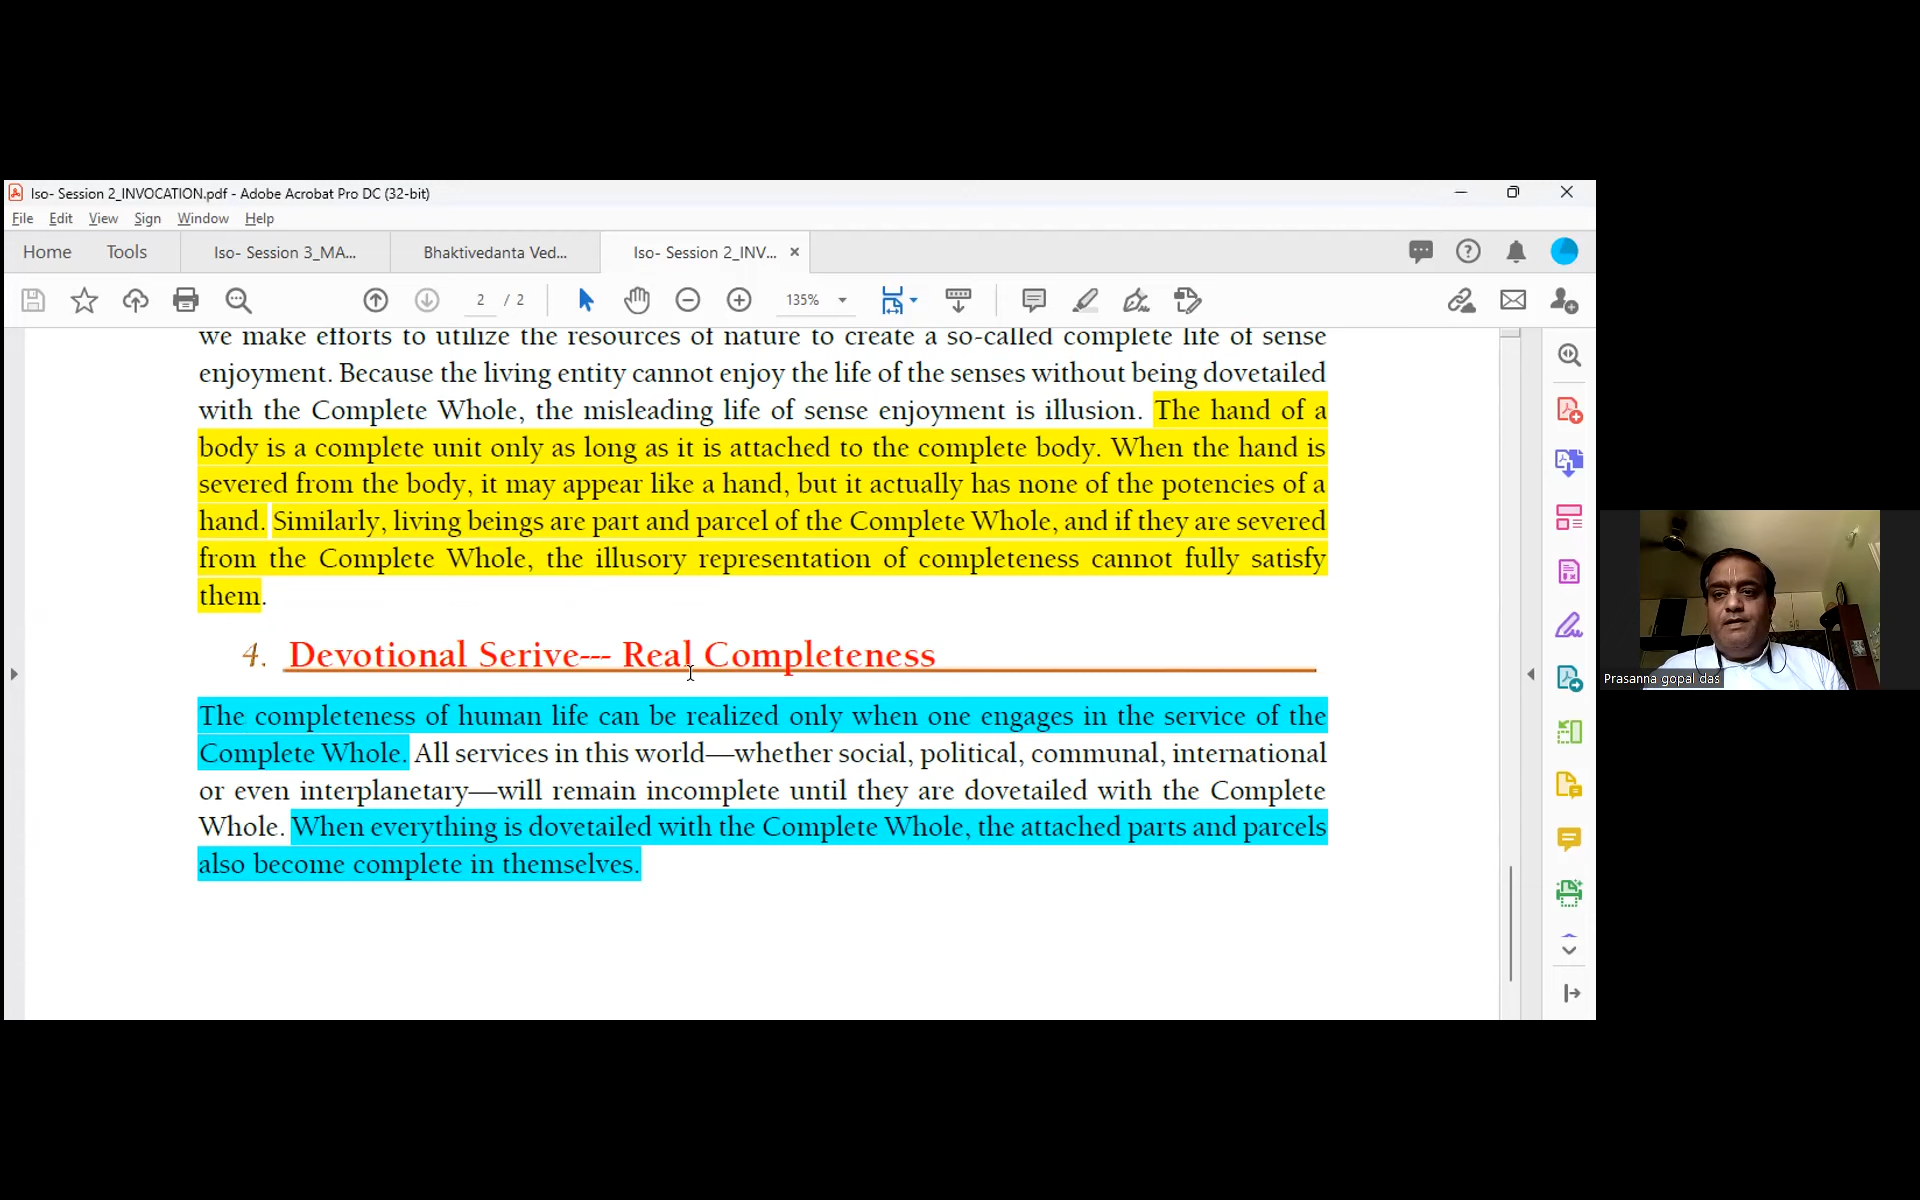 Iso- Session 2_INVOCATION.pdf - Adobe Acrobat Pro DC (32-bit)
File Edit View Sign Window Help
Home Tools Iso- Session 3_MA... Bhaktivedanta Ved... Iso- Session 2_INV...
2 / 2 135%
we make efforts to utilize the resources of nature to create a so-called complete life of sense
enjoyment. Because the living entity cannot enjoy the life of the senses without being dovetailed
with the Complete Whole, the misleading life of sense enjoyment is illusion. The hand of a
body is a complete unit only as long as it is attached to the complete body. When the hand is
severed from the body, it may appear like a hand, but it actually has none of the potencies of a
hand. Similarly, living beings are part and parcel of the Complete Whole, and if they are severed
from the Complete Whole, the illusory representation of completeness cannot fully satisfy
them.
4. Devotional Serive--- Real Completeness
The completeness of human life can be realized only when one engages in the service of the
Complete Whole. All services in this world—whether social, political, communal, international
or even interplanetary—will remain incomplete until they are dovetailed with the Complete
Whole. When everything is dovetailed with the Complete Whole, the attached parts and parcels
also become complete in themselves.
Prasanna gopal das